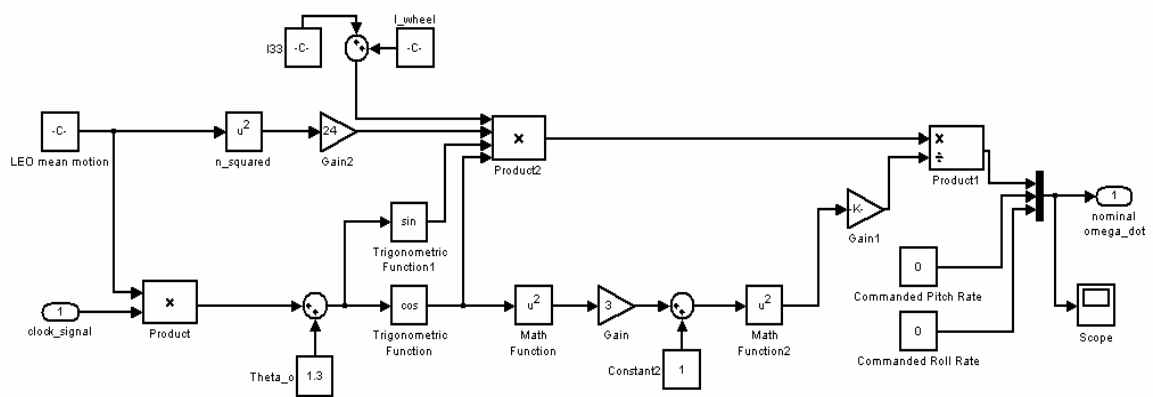 I_wheel
I33
-C-
-C-
-C-
LEO mean motion
u²
n_squared
24
Gain2
×
Product2
×
÷
Product1
sin
Trigonometric
Function1
-K-
Gain1
1
nominal
omega_dot
0
Commanded Pitch Rate
1
clock_signal
×
Product
cos
Trigonometric
Function
u²
Math
Function
3
Gain
u²
Math
Function2
0
Commanded Roll Rate
Scope
Theta_o
1.3
Constant2
1